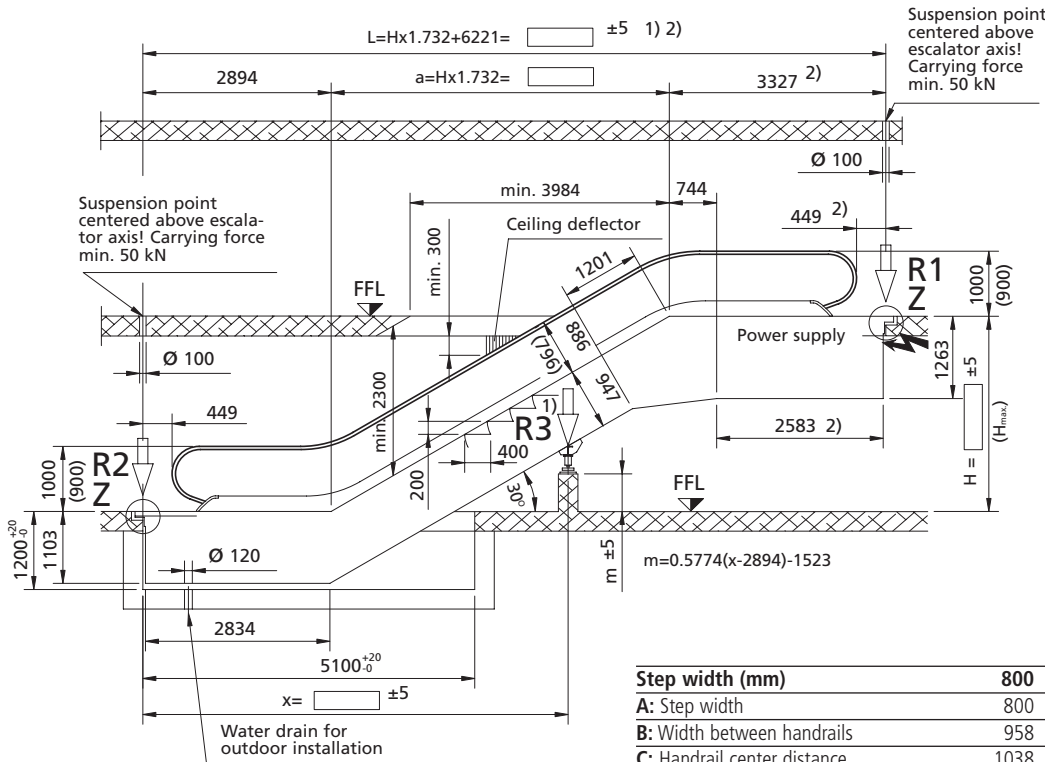 Suspension point
centered above
escalator axis!
Carrying force
min. 50 kN
L=Hx1.732+6221= ±5 1) 2)
a=Hx1.732=
2894
3327 2)
Ø 100
min. 3984
744
449 2)
Suspension point
centered above escala-
tor axis! Carrying force
min. 50 kN
Ceiling deflector
min. 300
1201
R1
Z
1000
(900)
FFL
Power supply
886
(796)
947
1263
Ø 100
min. 2300
449
1)
R3
400
200
2583 2)
H = ±5
(Hmax.)
R2
Z
1000
(900)
30°
FFL
1200 +20 -0
1103
Ø 120
m ±5
m=0.5774(x-2894)-1523
2834
5100 +20 -0
x= ±5
Water drain for
outdoor installation
Step width (mm) 800
A: Step width 800
B: Width between handrails 958
C: Handrail center distance 1038